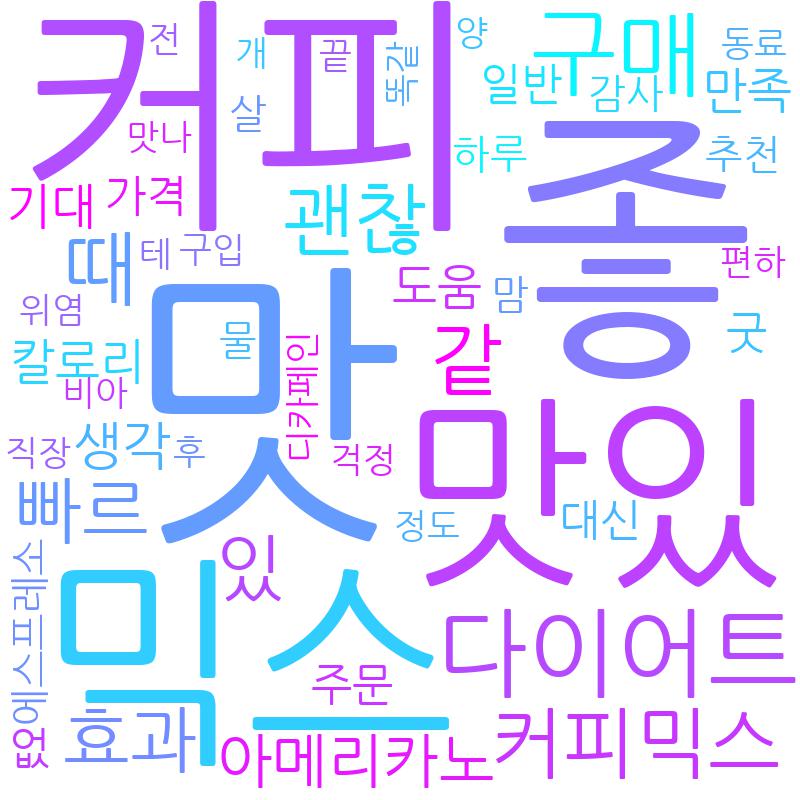 커피
전
개
끝
똑같
양
구매
동료
살
맛나
일반
감사
만족
좋
하루
추천
기대
가격
괜찮
때
테
구입
도움
맘
편하
위염
맛
물
디카페인
같
굿
칼로리
비아
생각
직장
후
걱정
맛있
빠르
정도
대신
있
에스프레소
믹스
다이어트
주문
없
효과
아메리카노
커피믹스